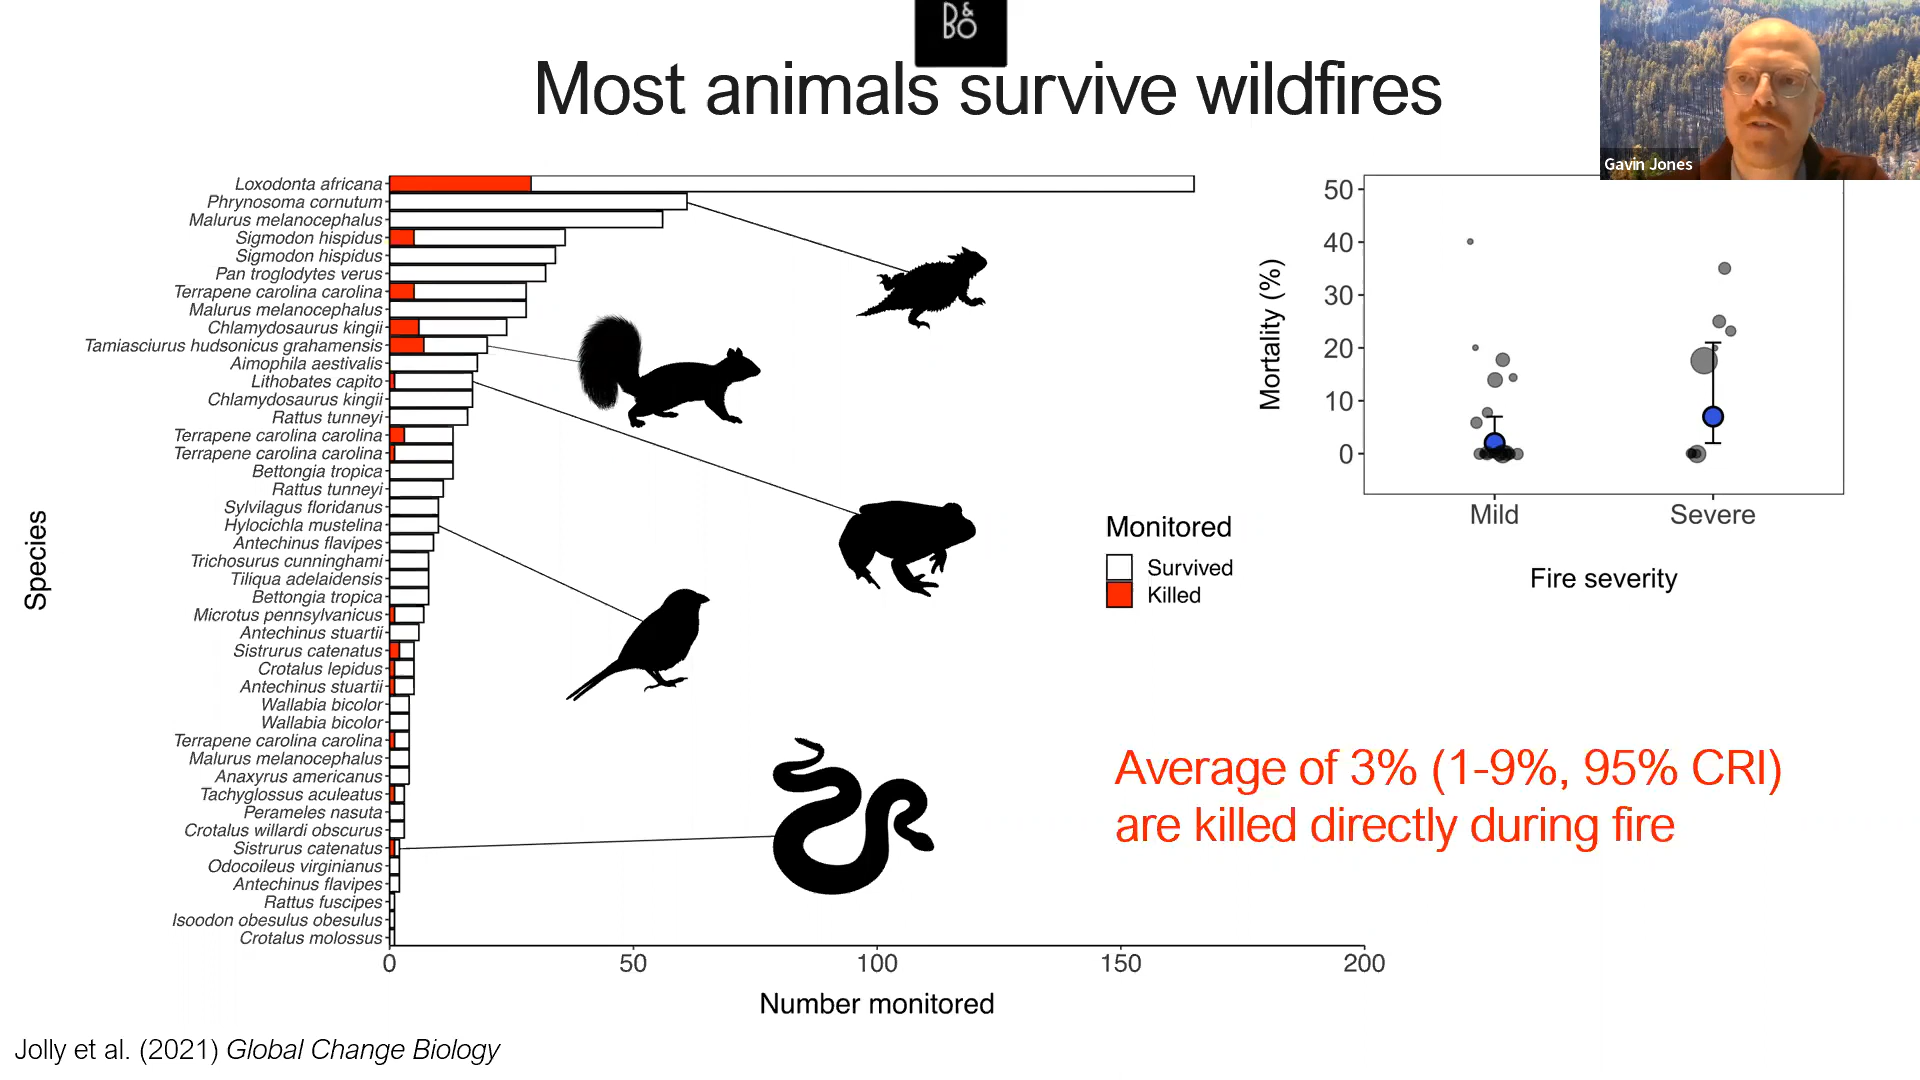 B&O
Most animals survive wildfires
Gavin Jones
Species
Loxodonta africana
Phrynosoma cornutum
Malurus melanocephalus
Sigmodon hispidus
Sigmodon hispidus
Pan troglodytes verus
Terrapene carolina carolina
Malurus melanocephalus
Chlamydosaurus kingii
Tamiasciurus hudsonicus grahamensis
Aimophila aestivalis
Lithobates capito
Chlamydosaurus kingii
Rattus tunneyi
Terrapene carolina carolina
Terrapene carolina carolina
Bettongia tropica
Rattus tunneyi
Sylvilagus floridanus
Hylocichla mustelina
Antechinus flavipes
Trichosurus cunninghami
Tiliqua adelaidensis
Bettongia tropica
Microtus pennsylvanicus
Antechinus stuartii
Sistrurus catenatus
Crotalus lepidus
Antechinus stuartii
Wallabia bicolor
Wallabia bicolor
Terrapene carolina carolina
Malurus melanocephalus
Anaxyrus americanus
Tachyglossus aculeatus
Perameles nasuta
Crotalus willardi obscurus
Sistrurus catenatus
Odocoileus virginianus
Antechinus flavipes
Rattus fuscipes
Isoodon obesulus obesulus
Crotalus molossus
0 50 100 150 200
Number monitored
Monitored
Survived
Killed
Mortality (%)
50
40
30
20
10
0
Mild Severe
Fire severity
Average of 3% (1-9%, 95% CRI)
are killed directly during fire
Jolly et al. (2021) Global Change Biology